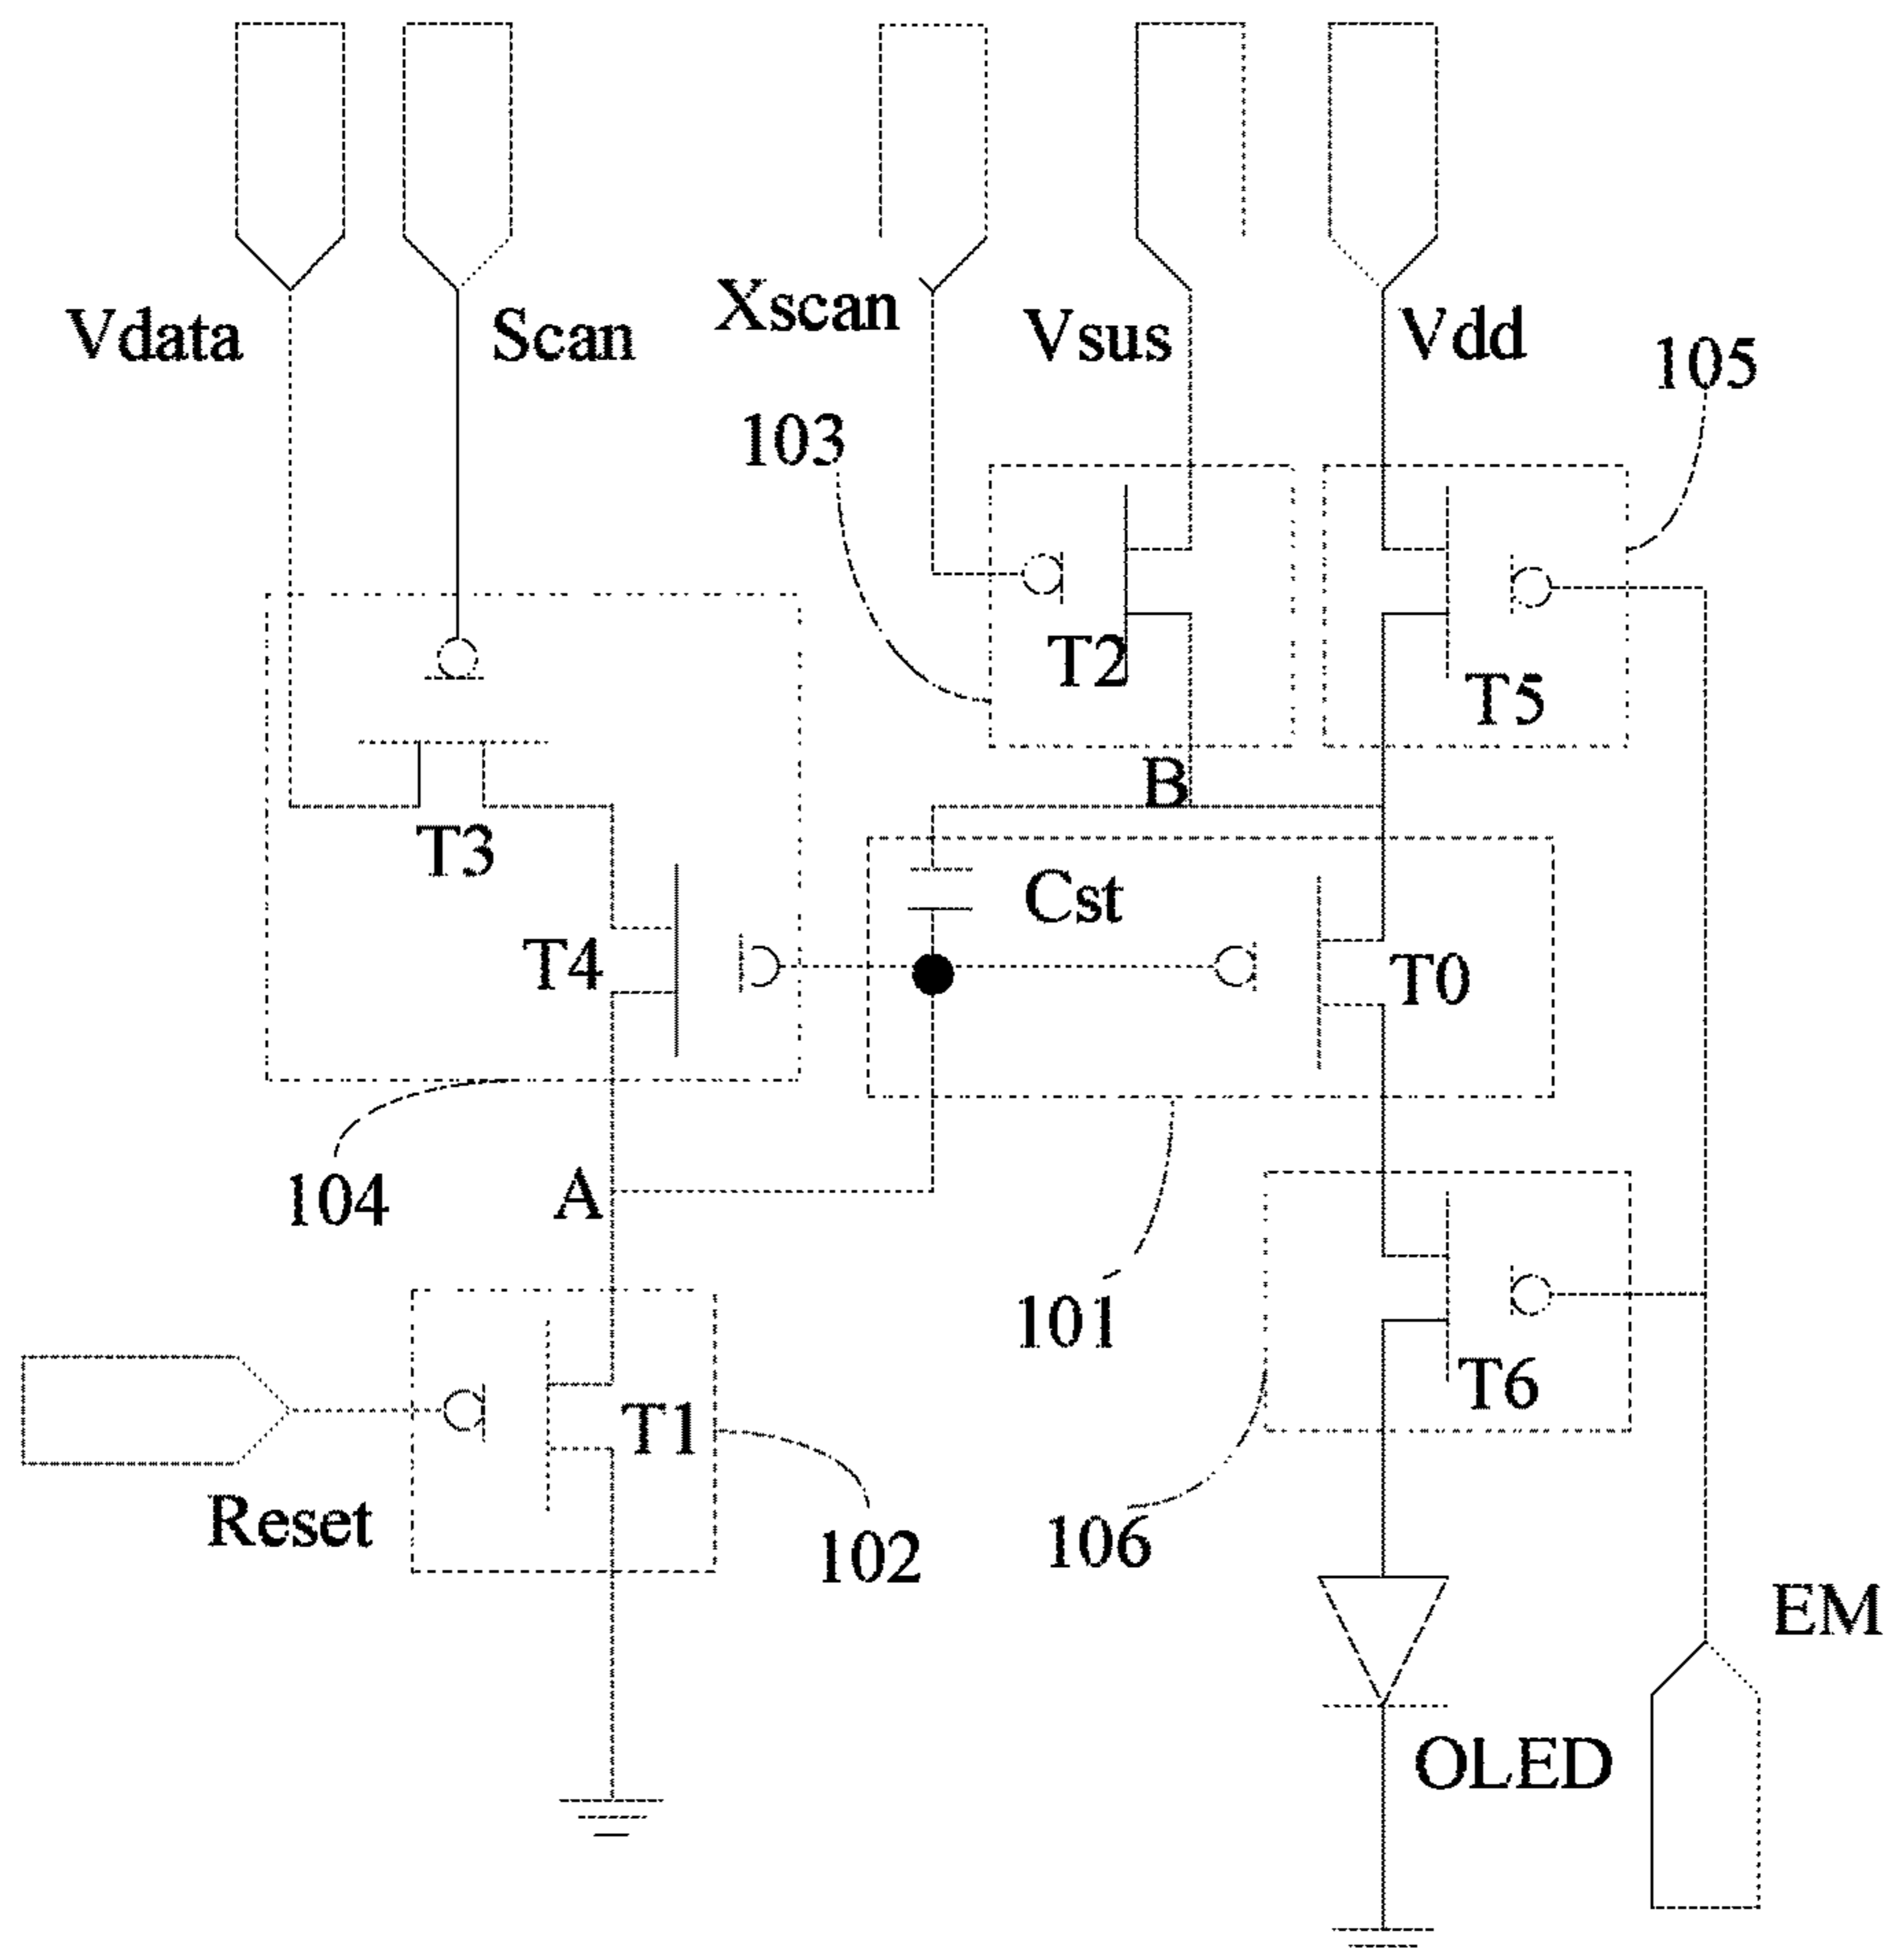 Vdata
Scan
Xscan
Vsus
Vdd
105
103
T2
T5
B
T3
Cst
T4
T0
104
A
101
T1
T6
Reset
102
106
EM
OLED